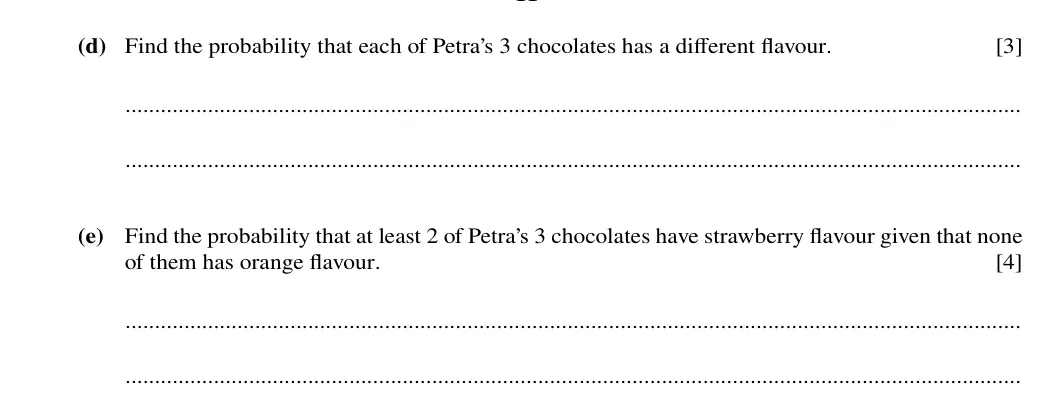 (d) Find the probability that each of Petra’s 3 chocolates has a different flavour. [3]
................................................................................
................................................................................
(e) Find the probability that at least 2 of Petra’s 3 chocolates have strawberry flavour given that none
of them has orange flavour. [4]
................................................................................
................................................................................